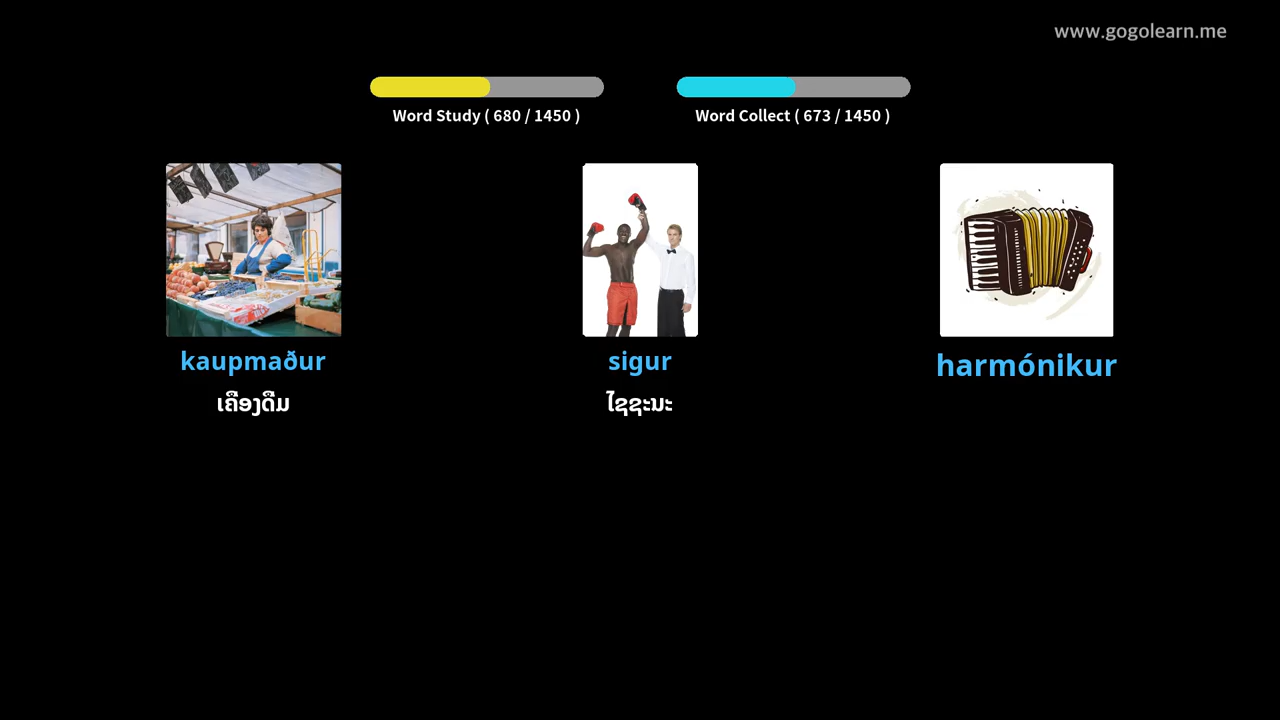 www.gogolearn.me
Word Study ( 680 / 1450 )
Word Collect ( 673 / 1450 )
kaupmaður
ເຄືອງດືມ
sigur
ໄຊຊະນະ
harmónikur